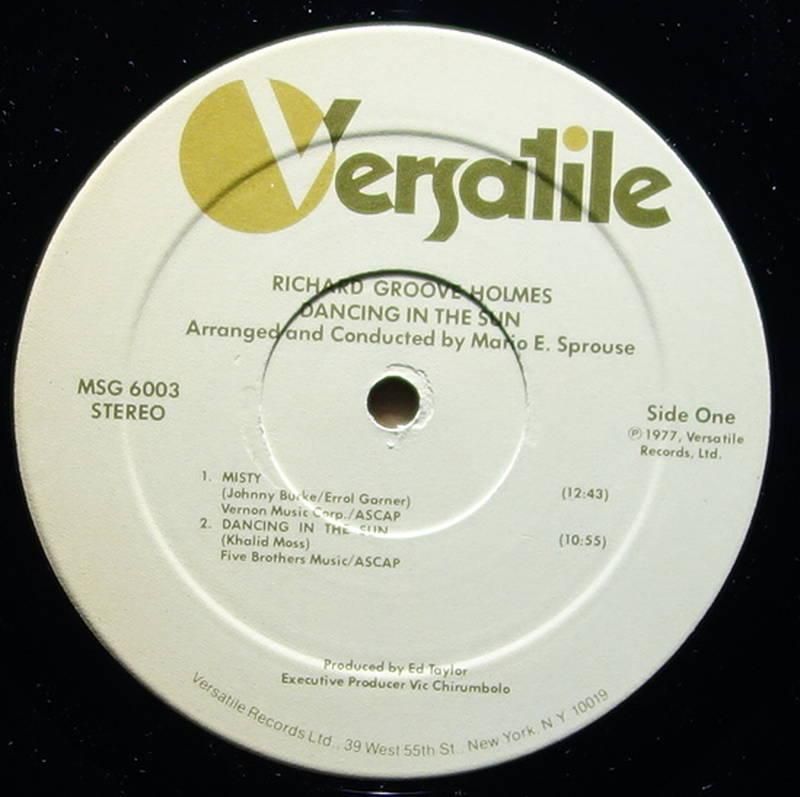 Versatile
RICHARD GROOVE HOLMES
DANCING IN THE SUN
Arranged and Conducted by Mario E. Sprouse
MSG 6003
STEREO
Side One
Ⓟ 1977, Versatile
Records, Ltd.
1. MISTY
(Johnny Burke/Errol Garner) (12:43)
Vernon Music Corp./ASCAP
2. DANCING IN THE SUN
(Khalid Moss) (10:55)
Five Brothers Music/ASCAP
Produced by Ed Taylor
Executive Producer Vic Chirumbolo
Versatile Records Ltd., 39 West 55th St., New York, N.Y. 10019